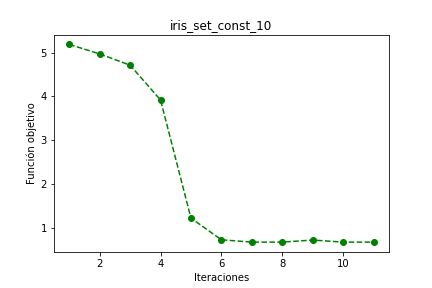 iris_set_const_10
Función objetivo
5
4
3
2
1
2 4 6 8 10
Iteraciones